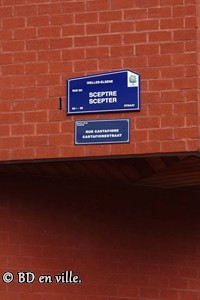 IXELLES-ELSENE
RUE DU
SCEPTRE
SCEPTER
STRAAT
RUE CASTAFIORE
CASTAFIORESTRAAT
© BD en ville.